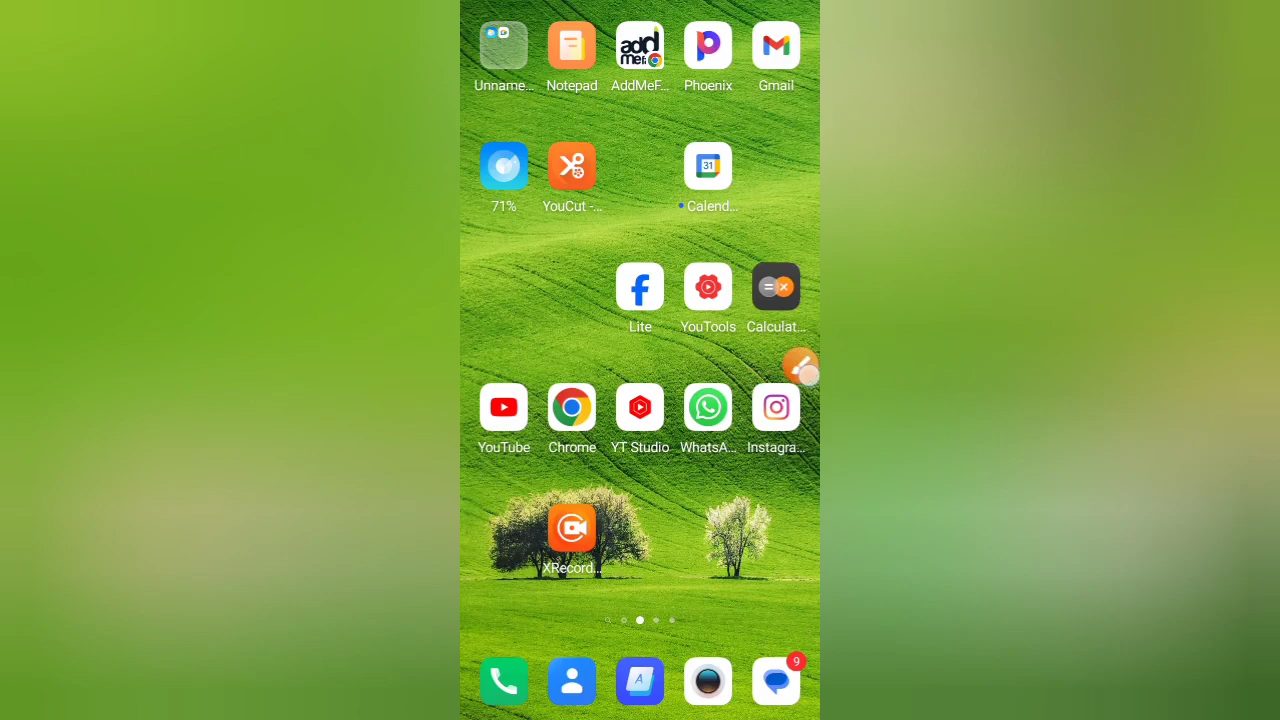 Unname... Notepad AddMeF... Phoenix Gmail
31
71% YouCut -... Calend...
Lite YouTools Calculat...
YouTube Chrome YT Studio WhatsA... Instagra...
XRecord...
9